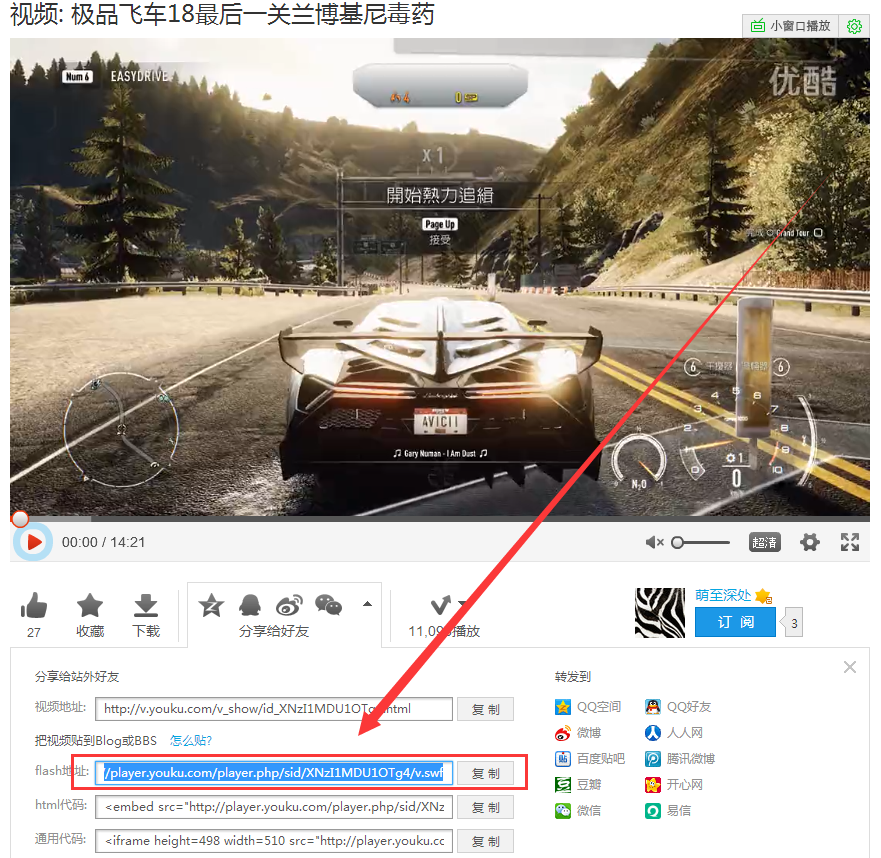 视频: 极品飞车18最后一关兰博基尼毒药
小窗口播放
Num 6 EASYDRIVE
优酷
x1
開始熱力追緝
Page Up
接受
Grand Tour
6 6
AVICII
Gary Numan - I Am Dust
N₂O
1
0
00:00 / 14:21
超清
27
收藏
下载
分享给好友
播放
萌至深处
订 阅
3
分享给站外好友
视频地址: http://v.youku.com/v_show/id_XNzI1MDU1OTg html 复 制
把视频贴到Blog或BBS 怎么贴?
flash地址: /player.youku.com/player.php/sid/XNzI1MDU1OTg4/v.swf 复 制
html代码: <embed src="http://player.youku.com/player.php/sid/XNz 复 制
通用代码: <iframe height=498 width=510 src="http://player.youku.cc 复 制
转发到
QQ空间 QQ好友
微博 人人网
百度贴吧 腾讯微博
豆瓣 开心网
微信 易信